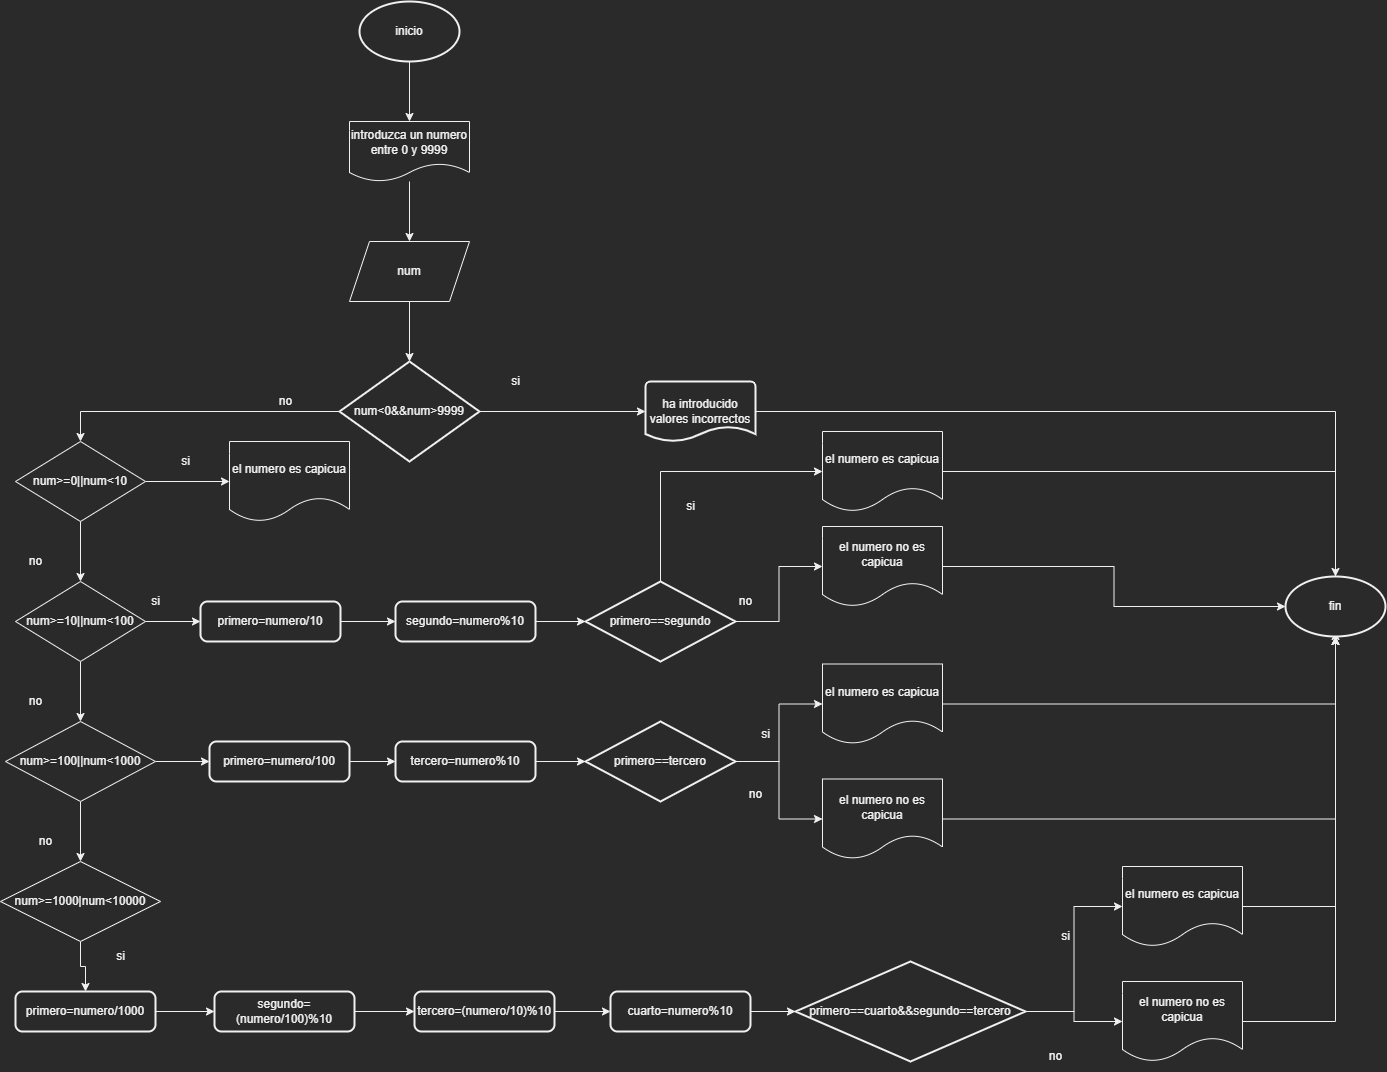 inicio
introduzca un numero
entre 0 y 9999
num
num<0&&num>9999
no
si
ha introducido
valores incorrectos
num>=0||num<10
si
el numero es capicua
no
num>=10||num<100
si
primero=numero/10
segundo=numero%10
primero==segundo
si
el numero es capicua
no
el numero no es
capicua
fin
no
num>=100||num<1000
primero=numero/100
tercero=numero%10
primero==tercero
si
el numero es capicua
no
el numero no es
capicua
no
num>=1000|num<10000
si
primero=numero/1000
segundo=
(numero/100)%10
tercero=(numero/10)%10
cuarto=numero%10
primero==cuarto&&segundo==tercero
si
el numero es capicua
no
el numero no es
capicua